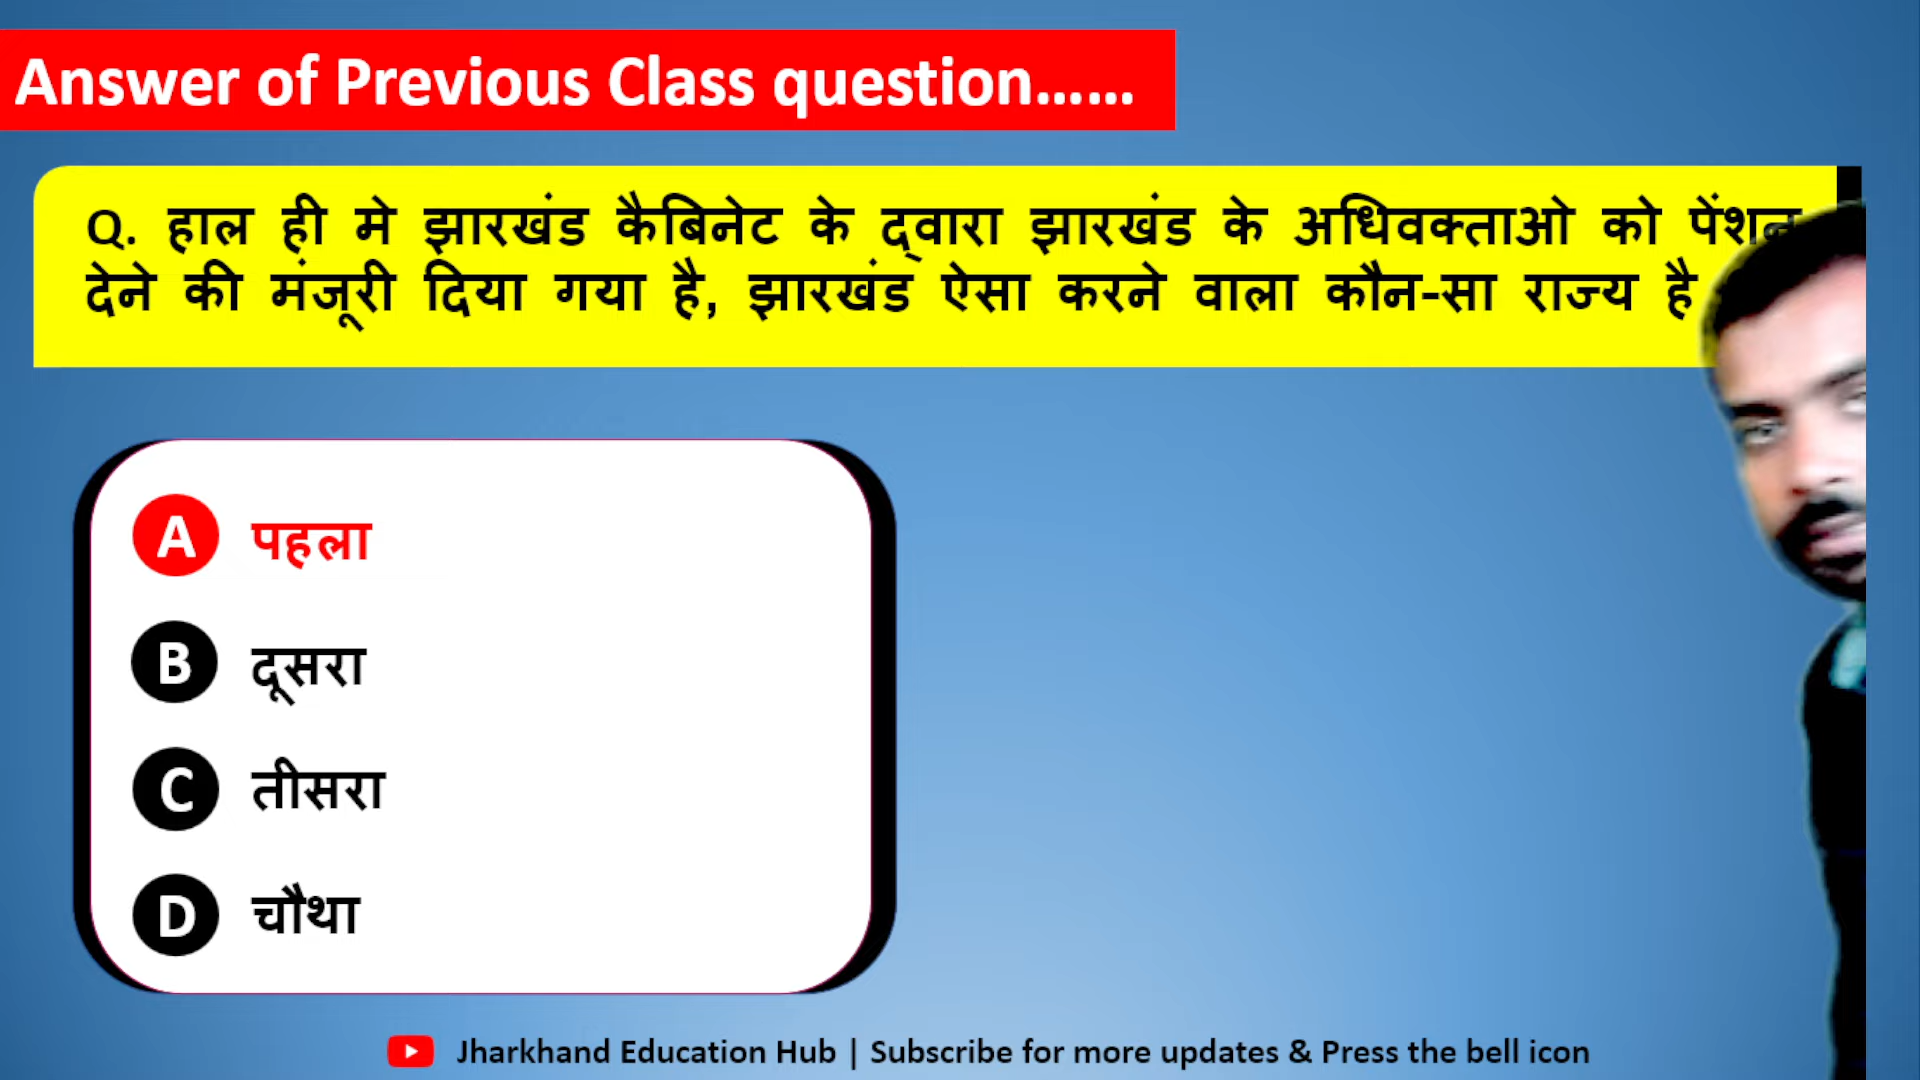 Answer of Previous Class question......
Q. हाल ही मे झारखंड कैबिनेट के द्वारा झारखंड के अधिवक्ताओ को पेंशन
देने की मंजूरी दिया गया है, झारखंड ऐसा करने वाला कौन-सा राज्य है
A पहला
B दूसरा
C तीसरा
D चौथा
Jharkhand Education Hub | Subscribe for more updates & Press the bell icon